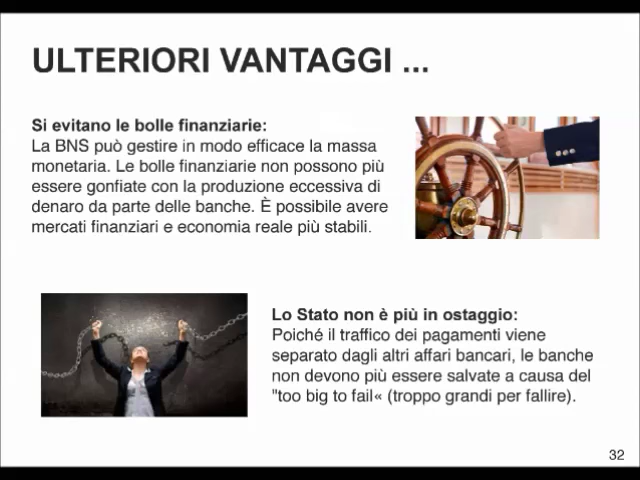 ULTERIORI VANTAGGI ...
Si evitano le bolle finanziarie:
La BNS può gestire in modo efficace la massa
monetaria. Le bolle finanziarie non possono più
essere gonfiate con la produzione eccessiva di
denaro da parte delle banche. È possibile avere
mercati finanziari e economia reale più stabili.
Lo Stato non è più in ostaggio:
Poiché il traffico dei pagamenti viene
separato dagli altri affari bancari, le banche
non devono più essere salvate a causa del
"too big to fail« (troppo grandi per fallire).
32